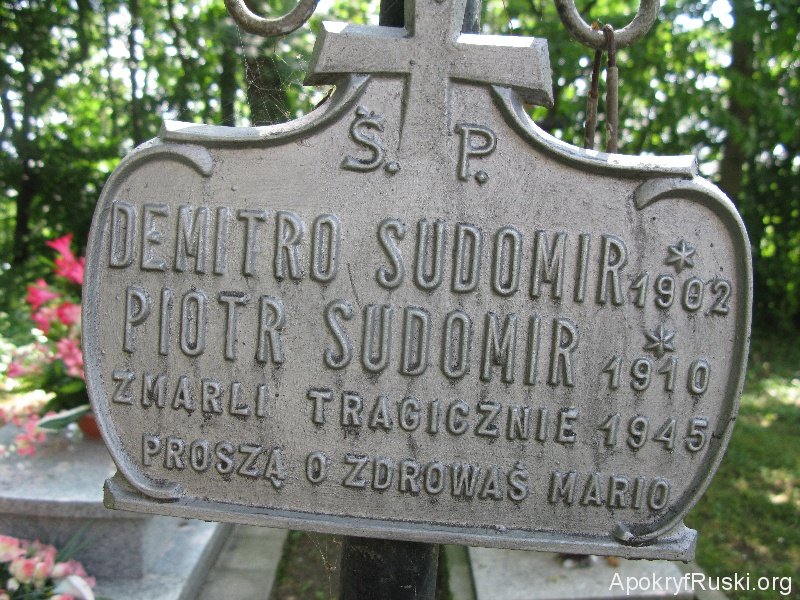 Ś. P.
DEMITRO SUDOMIR *1902
PIOTR SUDOMIR *1910
ZMARLI TRAGICZNIE 1945
PROSZĄ O ZDROWAŚ MARIO
ApokryfRuski.org